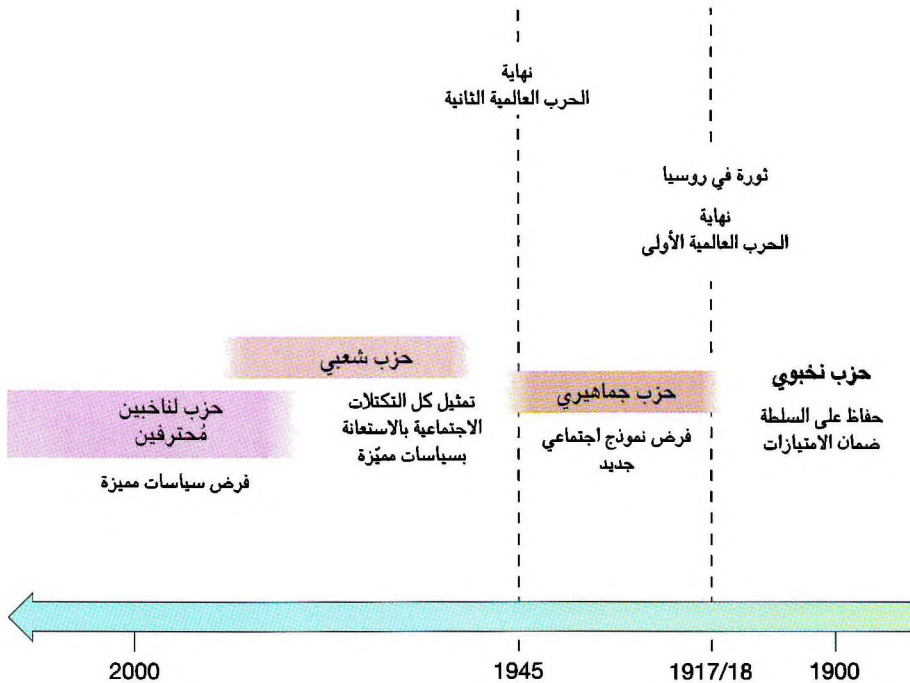 نهاية
الحرب العالمية الثانية
ثورة في روسيا
نهاية
الحرب العالمية الأولى
حزب نخبوي
حفاظ على السلطة
ضمان الامتيازات
حزب جماهيري
فرض نموذج اجتماعي
جديد
حزب شعبي
تمثيل كل التكتلات
الاجتماعية بالاستعانة
بسياسات مميّزة
حزب لناخبين
مُحترفين
فرض سياسات مميزة
1900
1917/18
1945
2000